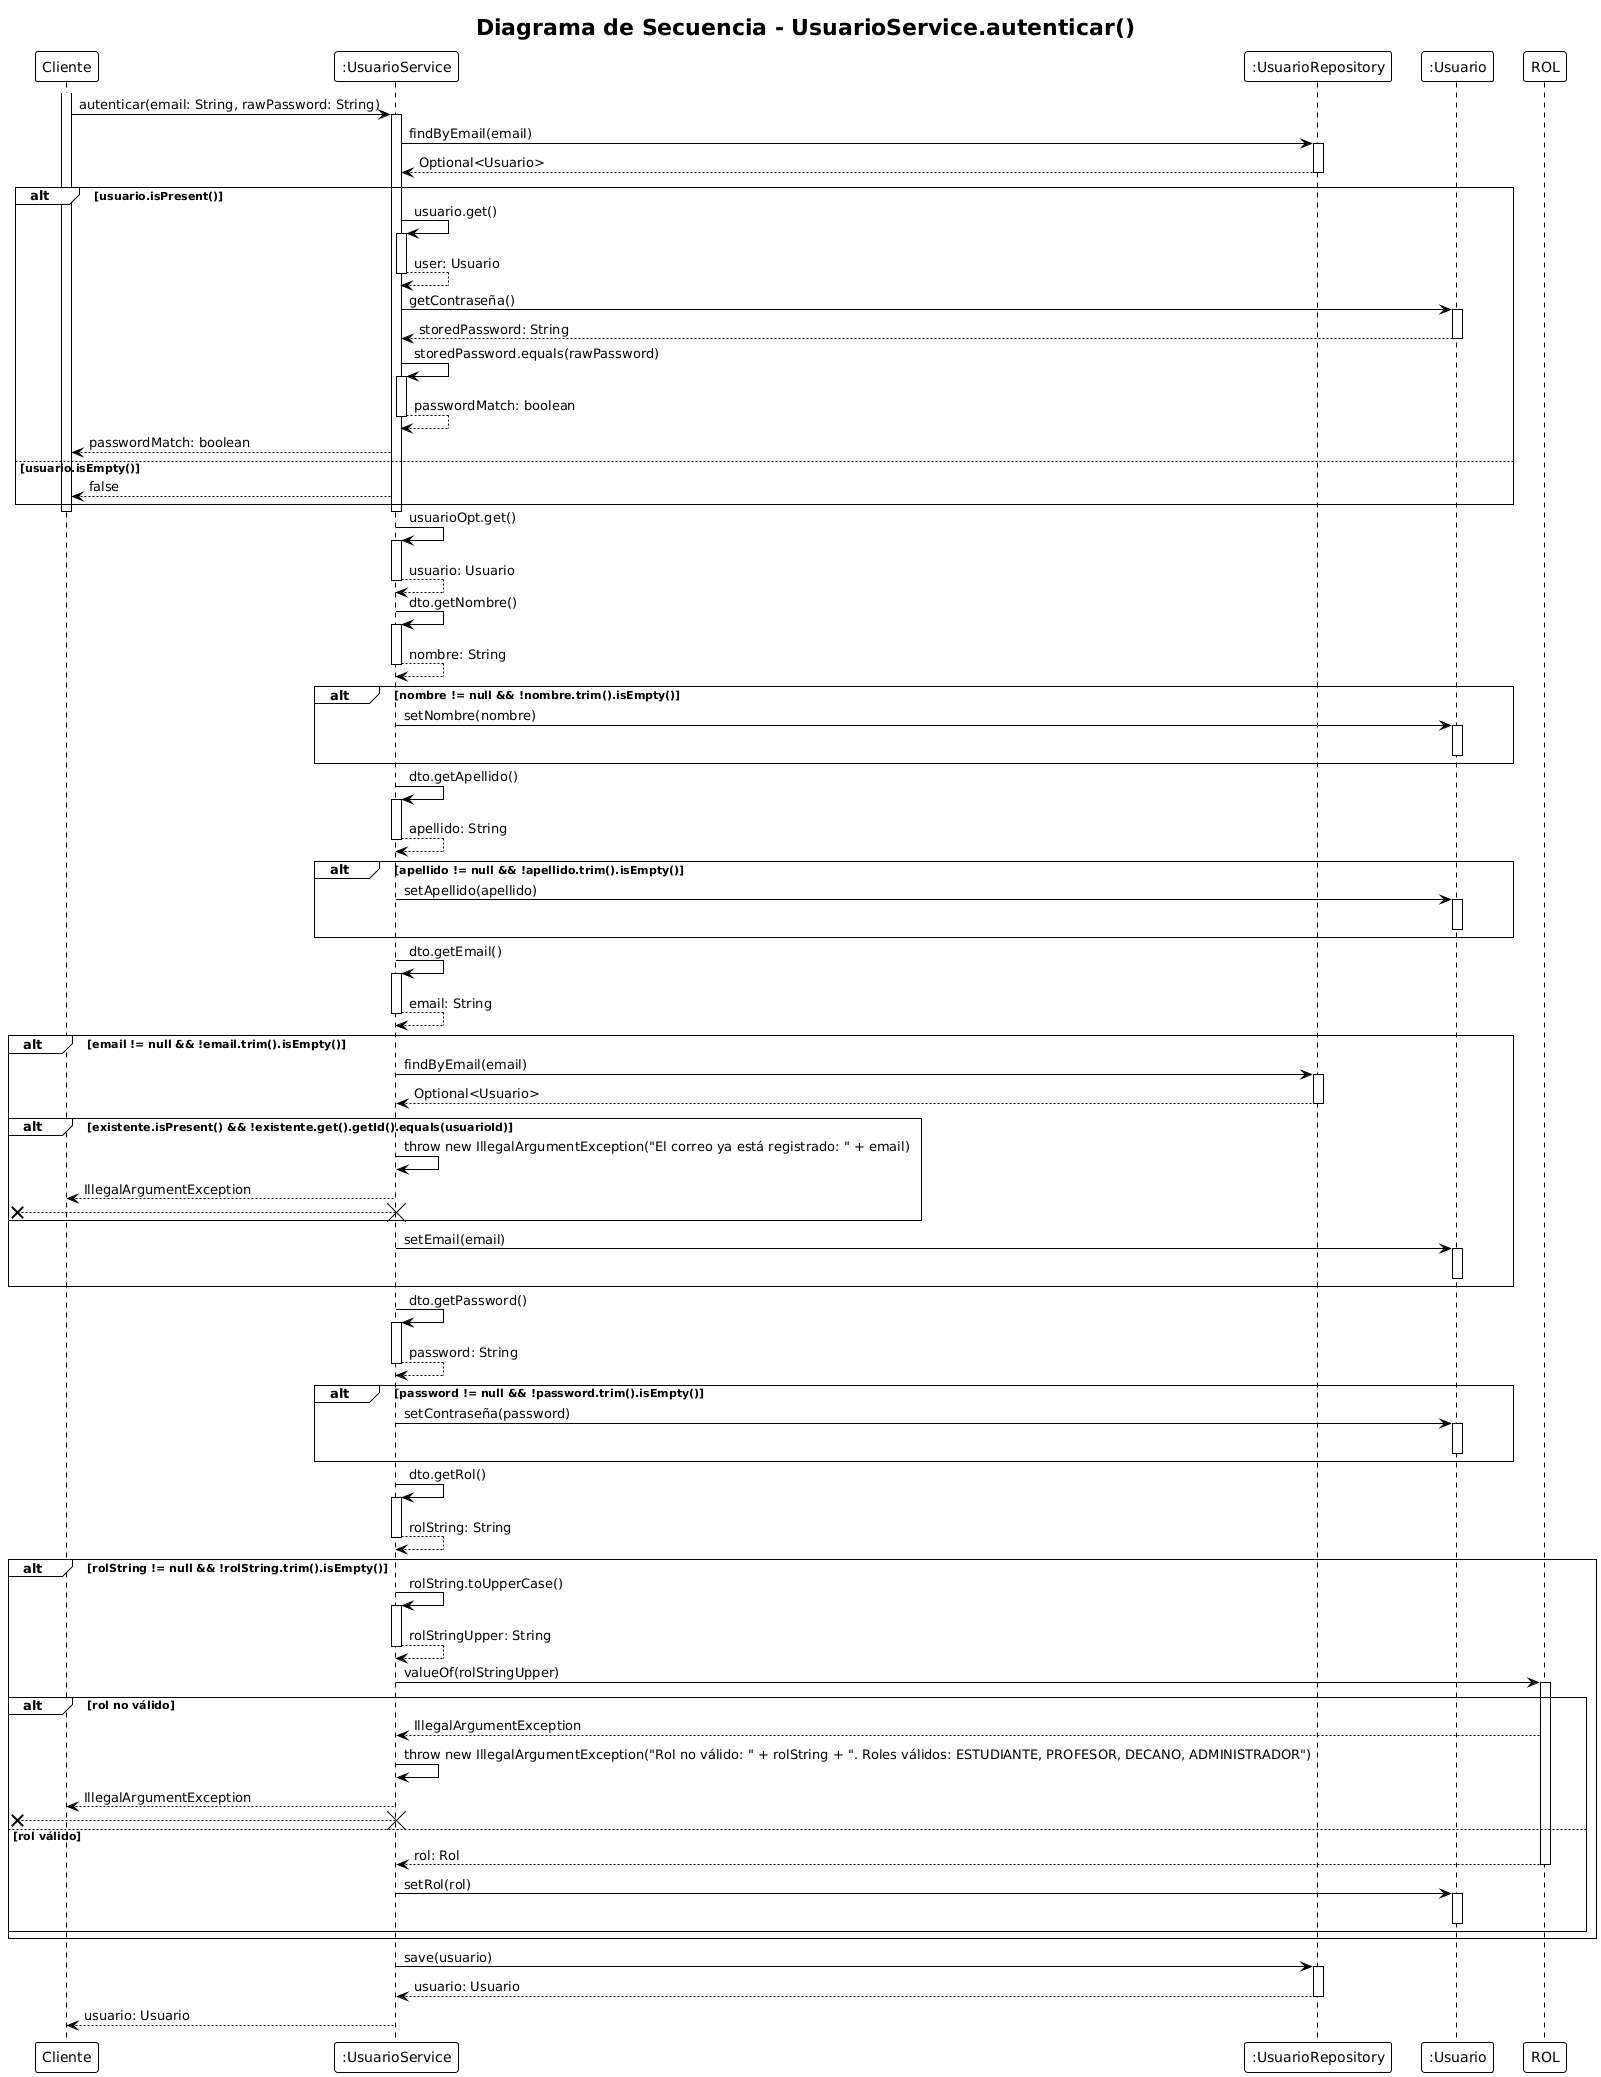 Diagrama de Secuencia - UsuarioService.autenticar()
Cliente
:UsuarioService
:UsuarioRepository
:Usuario
ROL
autenticar(email: String, rawPassword: String)
findByEmail(email)
Optional<Usuario>
alt
[usuario.isPresent()]
usuario.get()
user: Usuario
getContraseña()
storedPassword: String
storedPassword.equals(rawPassword)
passwordMatch: boolean
passwordMatch: boolean
[usuario.isEmpty()]
false
usuarioOpt.get()
usuario: Usuario
dto.getNombre()
nombre: String
alt
[nombre != null && !nombre.trim().isEmpty()]
setNombre(nombre)
dto.getApellido()
apellido: String
alt
[apellido != null && !apellido.trim().isEmpty()]
setApellido(apellido)
dto.getEmail()
email: String
alt
[email != null && !email.trim().isEmpty()]
findByEmail(email)
Optional<Usuario>
alt
[existente.isPresent() && !existente.get().getId().equals(usuarioId)]
throw new IllegalArgumentException("El correo ya está registrado: " + email)
IllegalArgumentException
setEmail(email)
dto.getPassword()
password: String
alt
[password != null && !password.trim().isEmpty()]
setContraseña(password)
dto.getRol()
rolString: String
alt
[rolString != null && !rolString.trim().isEmpty()]
rolString.toUpperCase()
rolStringUpper: String
valueOf(rolStringUpper)
alt
[rol no válido]
IllegalArgumentException
throw new IllegalArgumentException("Rol no válido: " + rolString + ". Roles válidos: ESTUDIANTE, PROFESOR, DECANO, ADMINISTRADOR")
IllegalArgumentException
[rol válido]
rol: Rol
setRol(rol)
save(usuario)
usuario: Usuario
usuario: Usuario
Cliente
:UsuarioService
:UsuarioRepository
:Usuario
ROL